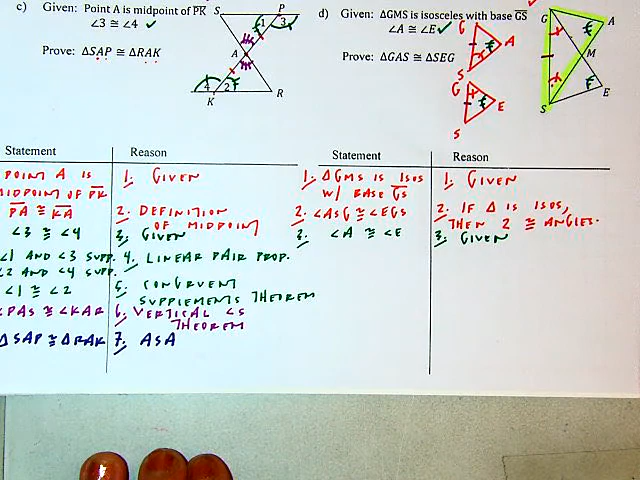 c) Given: Point A is midpoint of PK
∠3 ≅ ∠4 ✓
Prove: ΔSAP ≅ ΔRAK
S P
1 3
A
4 2
K R
d) Given: ΔGMS is isosceles with base GS
∠A ≅ ∠E ✓
Prove: ΔGAS ≅ ΔSEG
G
A
S
G
E
S
G A
M
E
S
Statement Reason
POINT A IS 1. GIVEN
MIDPOINT OF PK
PA ≅ KA 2. DEFINITION
OF MIDPOINT
∠3 ≅ ∠4 3. GIVEN
∠1 AND ∠3 SUPP. 4. LINEAR PAIR PROP.
∠2 AND ∠4 SUPP.
∠1 ≅ ∠2 5. CONGRUENT
SUPPLEMENTS THEOREM
∠PAS ≅ ∠KAR 6. VERTICAL ∠S
THEOREM
ΔSAP ≅ ΔRAK 7. ASA
Statement Reason
1. ΔGMS IS ISOS 1. GIVEN
W/ BASE GS
2. ∠ASG ≅ ∠EGS 2. IF Δ IS ISOS,
THEN 2 ≅ ANGLES.
3. ∠A ≅ ∠E 3. GIVEN